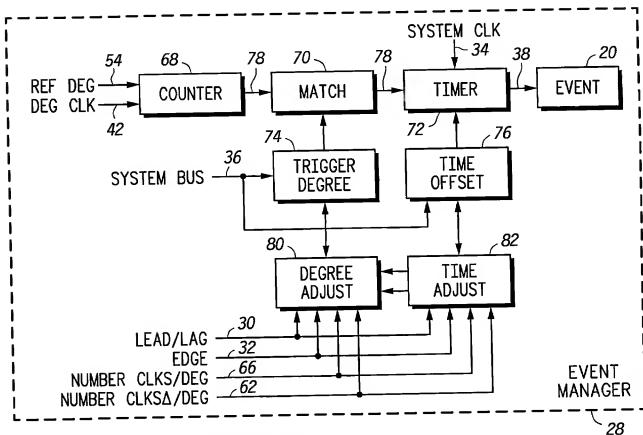 SYSTEM CLK
54 68 78 70 78 34 38 20
REF DEG
DEG CLK
42
COUNTER
MATCH
TIMER
EVENT
72
74 76
36
SYSTEM BUS
TRIGGER
DEGREE
TIME
OFFSET
80 82
DEGREE
ADJUST
TIME
ADJUST
LEAD/LAG 30
EDGE 32
NUMBER CLKS/DEG 66
NUMBER CLKSΔ/DEG 62
EVENT
MANAGER
28